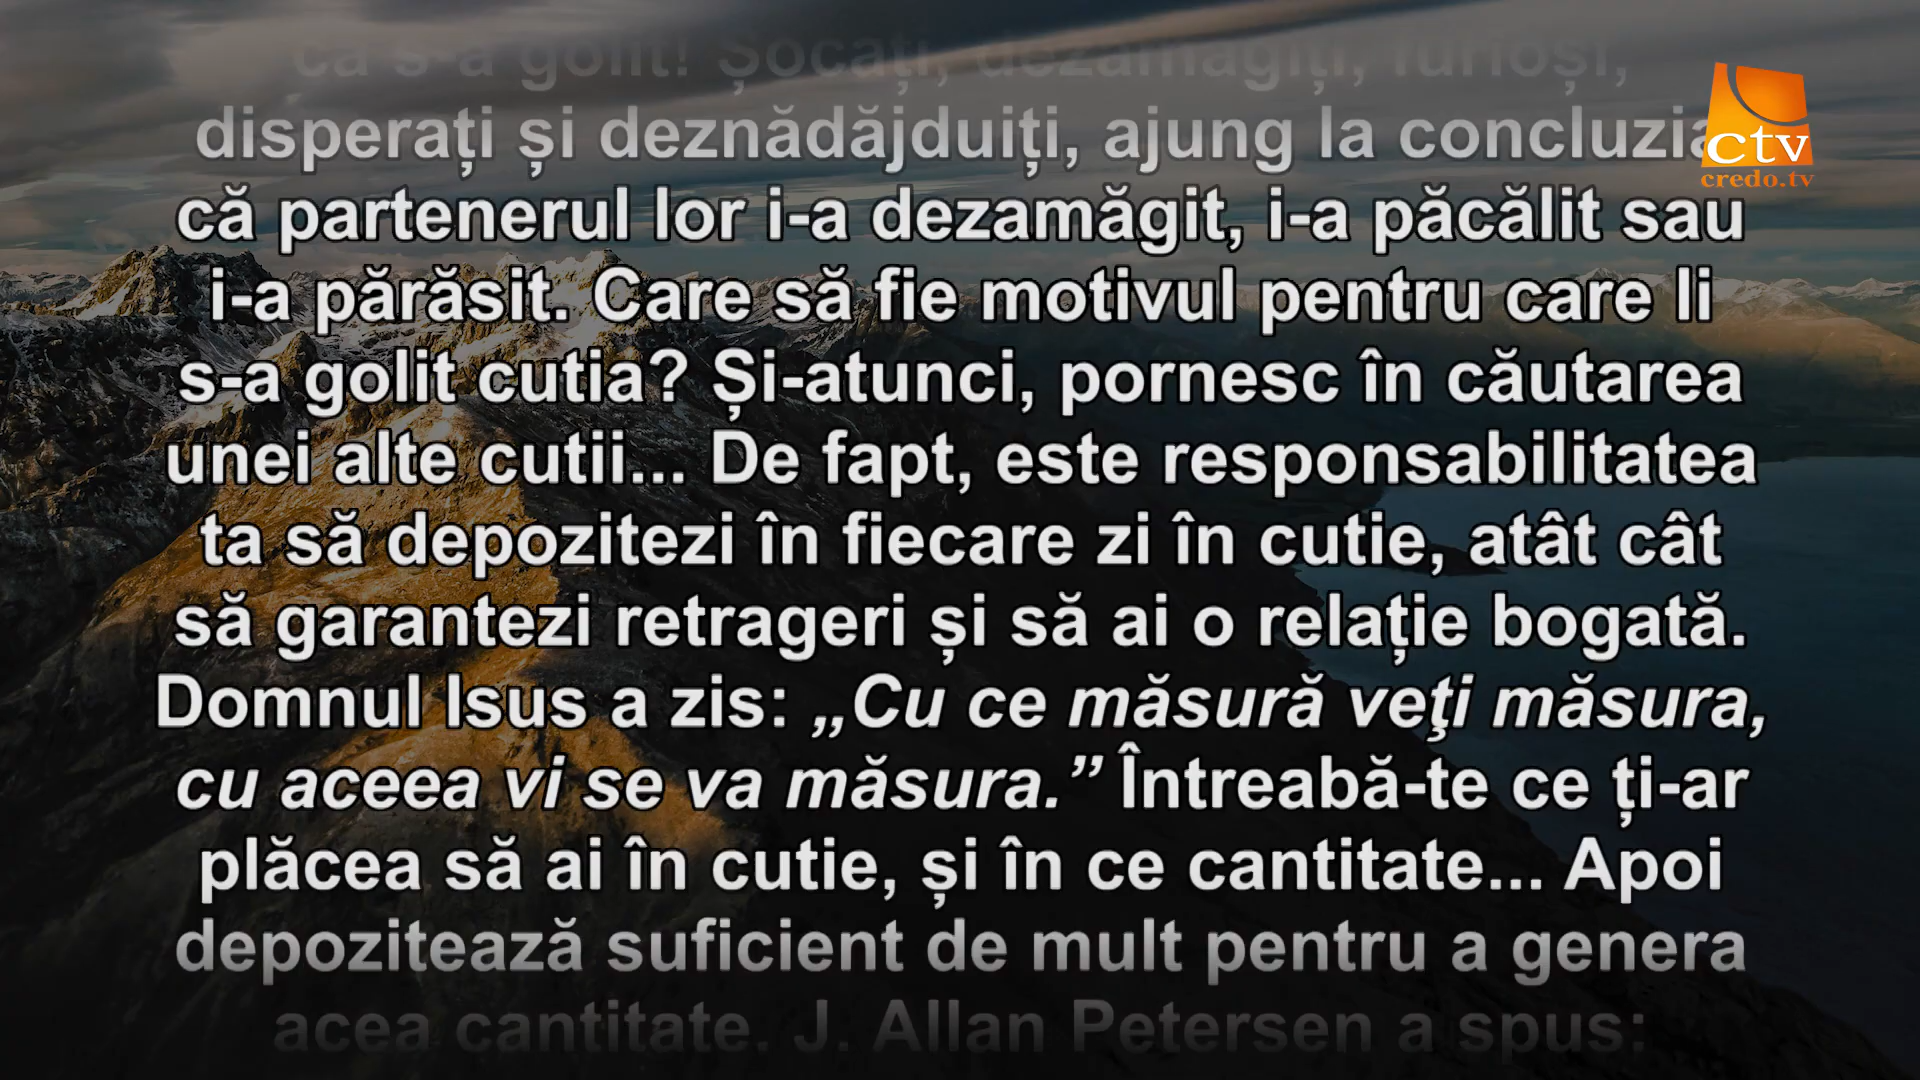 că s-a golit! Șocați, dezamăgiți, furioși,
disperați și deznădăjduiți, ajung la concluzia
că partenerul lor i-a dezamăgit, i-a păcălit sau
i-a părăsit. Care să fie motivul pentru care li
s-a golit cutia? Și-atunci, pornesc în căutarea
unei alte cutii... De fapt, este responsabilitatea
ta să depozitezi în fiecare zi în cutie, atât cât
să garantezi retrageri și să ai o relație bogată.
Domnul Isus a zis: „Cu ce măsură veţi măsura,
cu aceea vi se va măsura.” Întreabă-te ce ți-ar
plăcea să ai în cutie, și în ce cantitate... Apoi
depozitează suficient de mult pentru a genera
acea cantitate. J. Allan Petersen a spus:
ctv
credo.tv